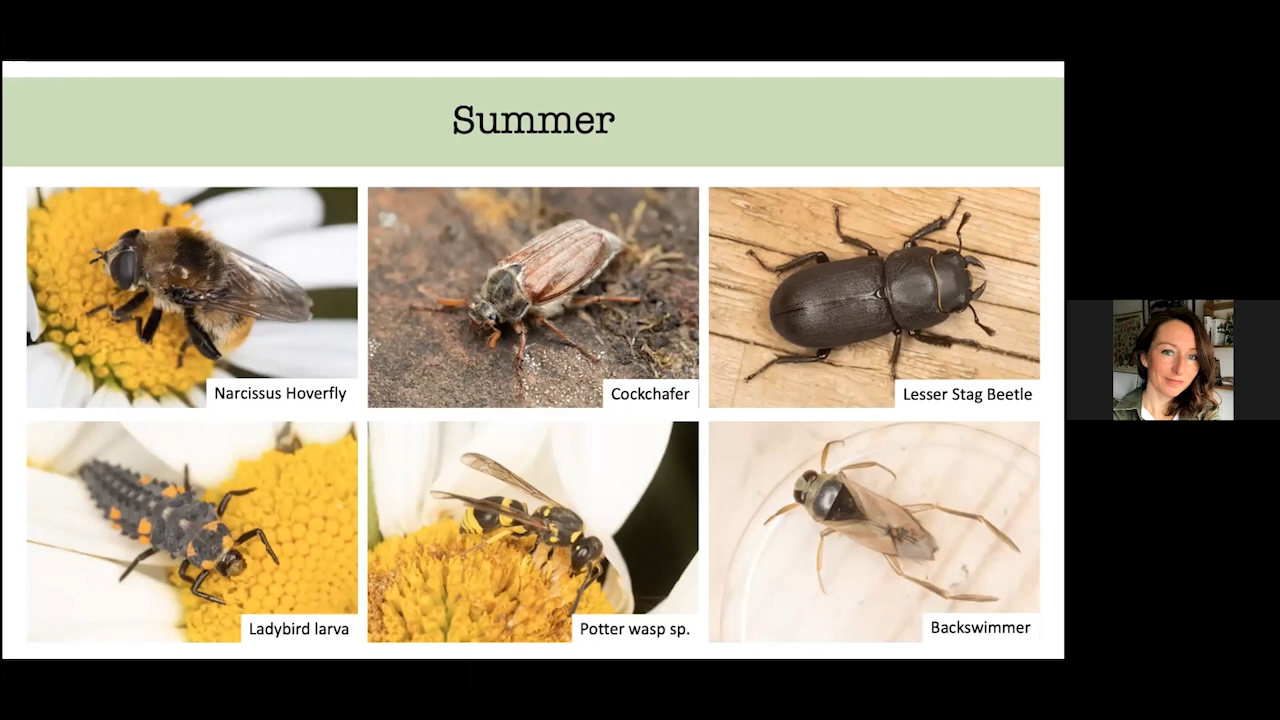 Summer
Narcissus Hoverfly
Cockchafer
Lesser Stag Beetle
Ladybird larva
Potter wasp sp.
Backswimmer